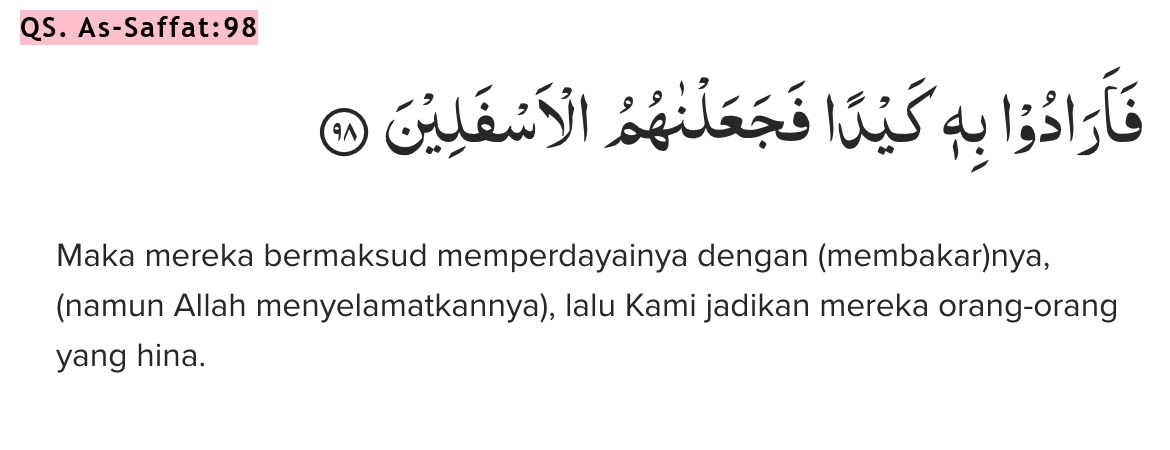 QS. As-Saffat:98
فَاَرَادُوْا بِهٖ كَيْدًا فَجَعَلْنٰهُمُ الْاَسْفَلِيْنَ ٩٨
Maka mereka bermaksud memperdayainya dengan (membakar)nya,
(namun Allah menyelamatkannya), lalu Kami jadikan mereka orang-orang
yang hina.